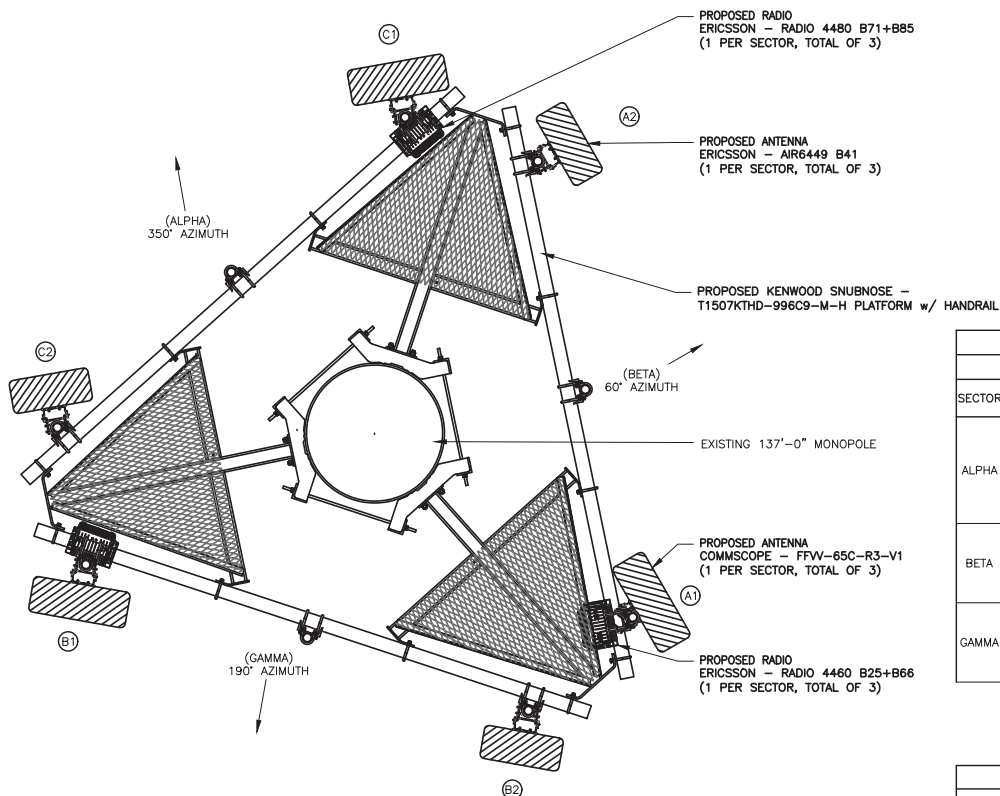 PROPOSED RADIO
ERICSSON – RADIO 4480 B71+B85
(1 PER SECTOR, TOTAL OF 3)
C1
A2
PROPOSED ANTENNA
ERICSSON – AIR6449 B41
(1 PER SECTOR, TOTAL OF 3)
(ALPHA)
350° AZIMUTH
PROPOSED KENWOOD SNUBNOSE –
T1507KTHD–996C9–M–H PLATFORM w/ HANDRAIL
C2
(BETA)
60° AZIMUTH
SECTOR
EXISTING 137'–0" MONOPOLE
ALPHA
PROPOSED ANTENNA
COMMSCOPE – FFVV–65C–R3–V1
(1 PER SECTOR, TOTAL OF 3)
BETA
A1
B1
(GAMMA)
190° AZIMUTH
GAMMA
PROPOSED RADIO
ERICSSON – RADIO 4460 B25+B66
(1 PER SECTOR, TOTAL OF 3)
B2